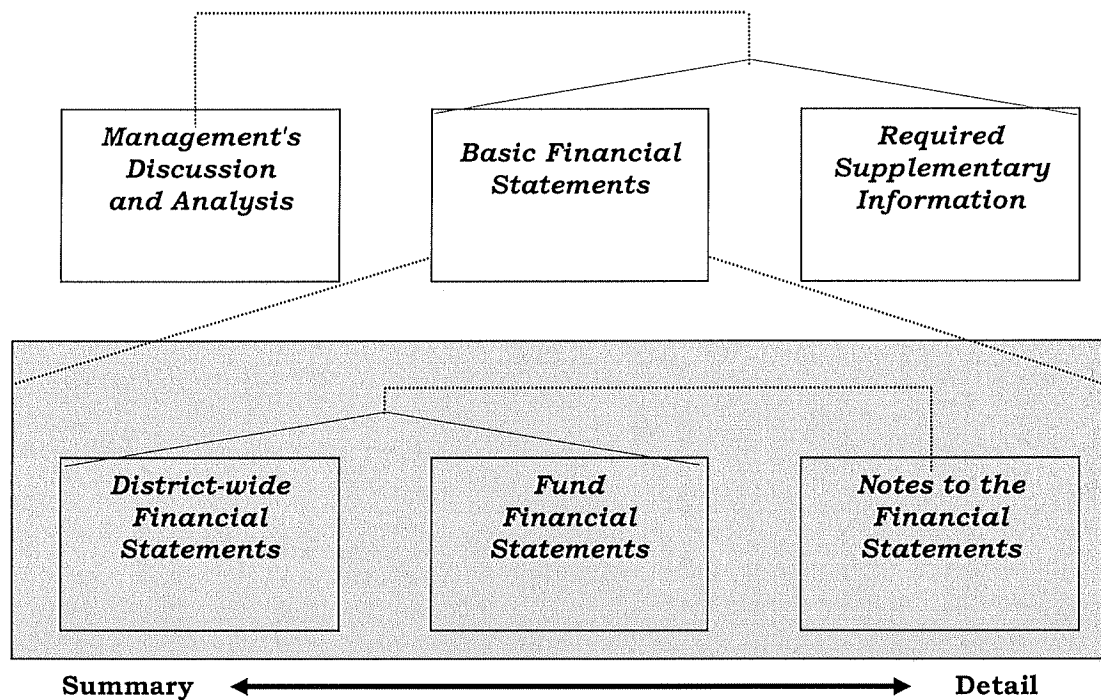 Management's
Discussion
and Analysis
Basic Financial
Statements
Required
Supplementary
Information
District-wide
Financial
Statements
Fund
Financial
Statements
Notes to the
Financial
Statements
Summary
Detail